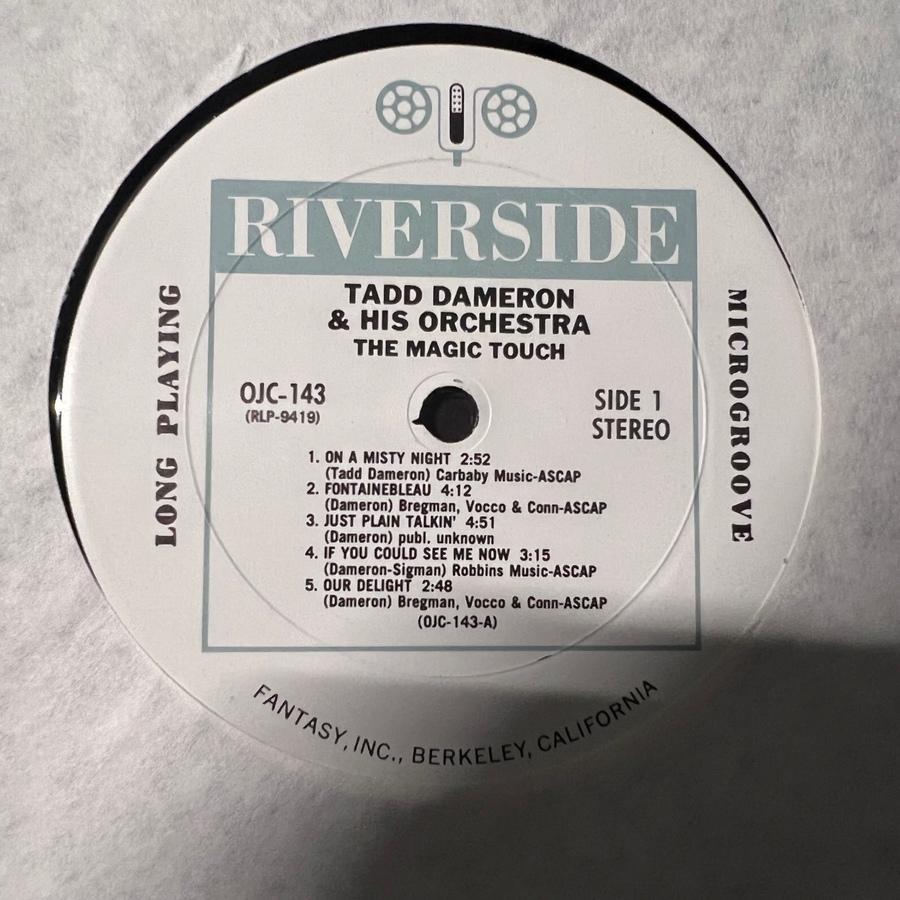 RIVERSIDE
TADD DAMERON
& HIS ORCHESTRA
THE MAGIC TOUCH
LONG PLAYING
MICROGROOVE
OJC-143
(RLP-9419)
SIDE 1
STEREO
1. ON A MISTY NIGHT 2:52
(Tadd Dameron) Carbaby Music-ASCAP
2. FONTAINEBLEAU 4:12
(Dameron) Bregman, Vocco & Conn-ASCAP
3. JUST PLAIN TALKIN' 4:51
(Dameron) publ. unknown
4. IF YOU COULD SEE ME NOW 3:15
(Dameron-Sigman) Robbins Music-ASCAP
5. OUR DELIGHT 2:48
(Dameron) Bregman, Vocco & Conn-ASCAP
(OJC-143-A)
FANTASY, INC., BERKELEY, CALIFORNIA